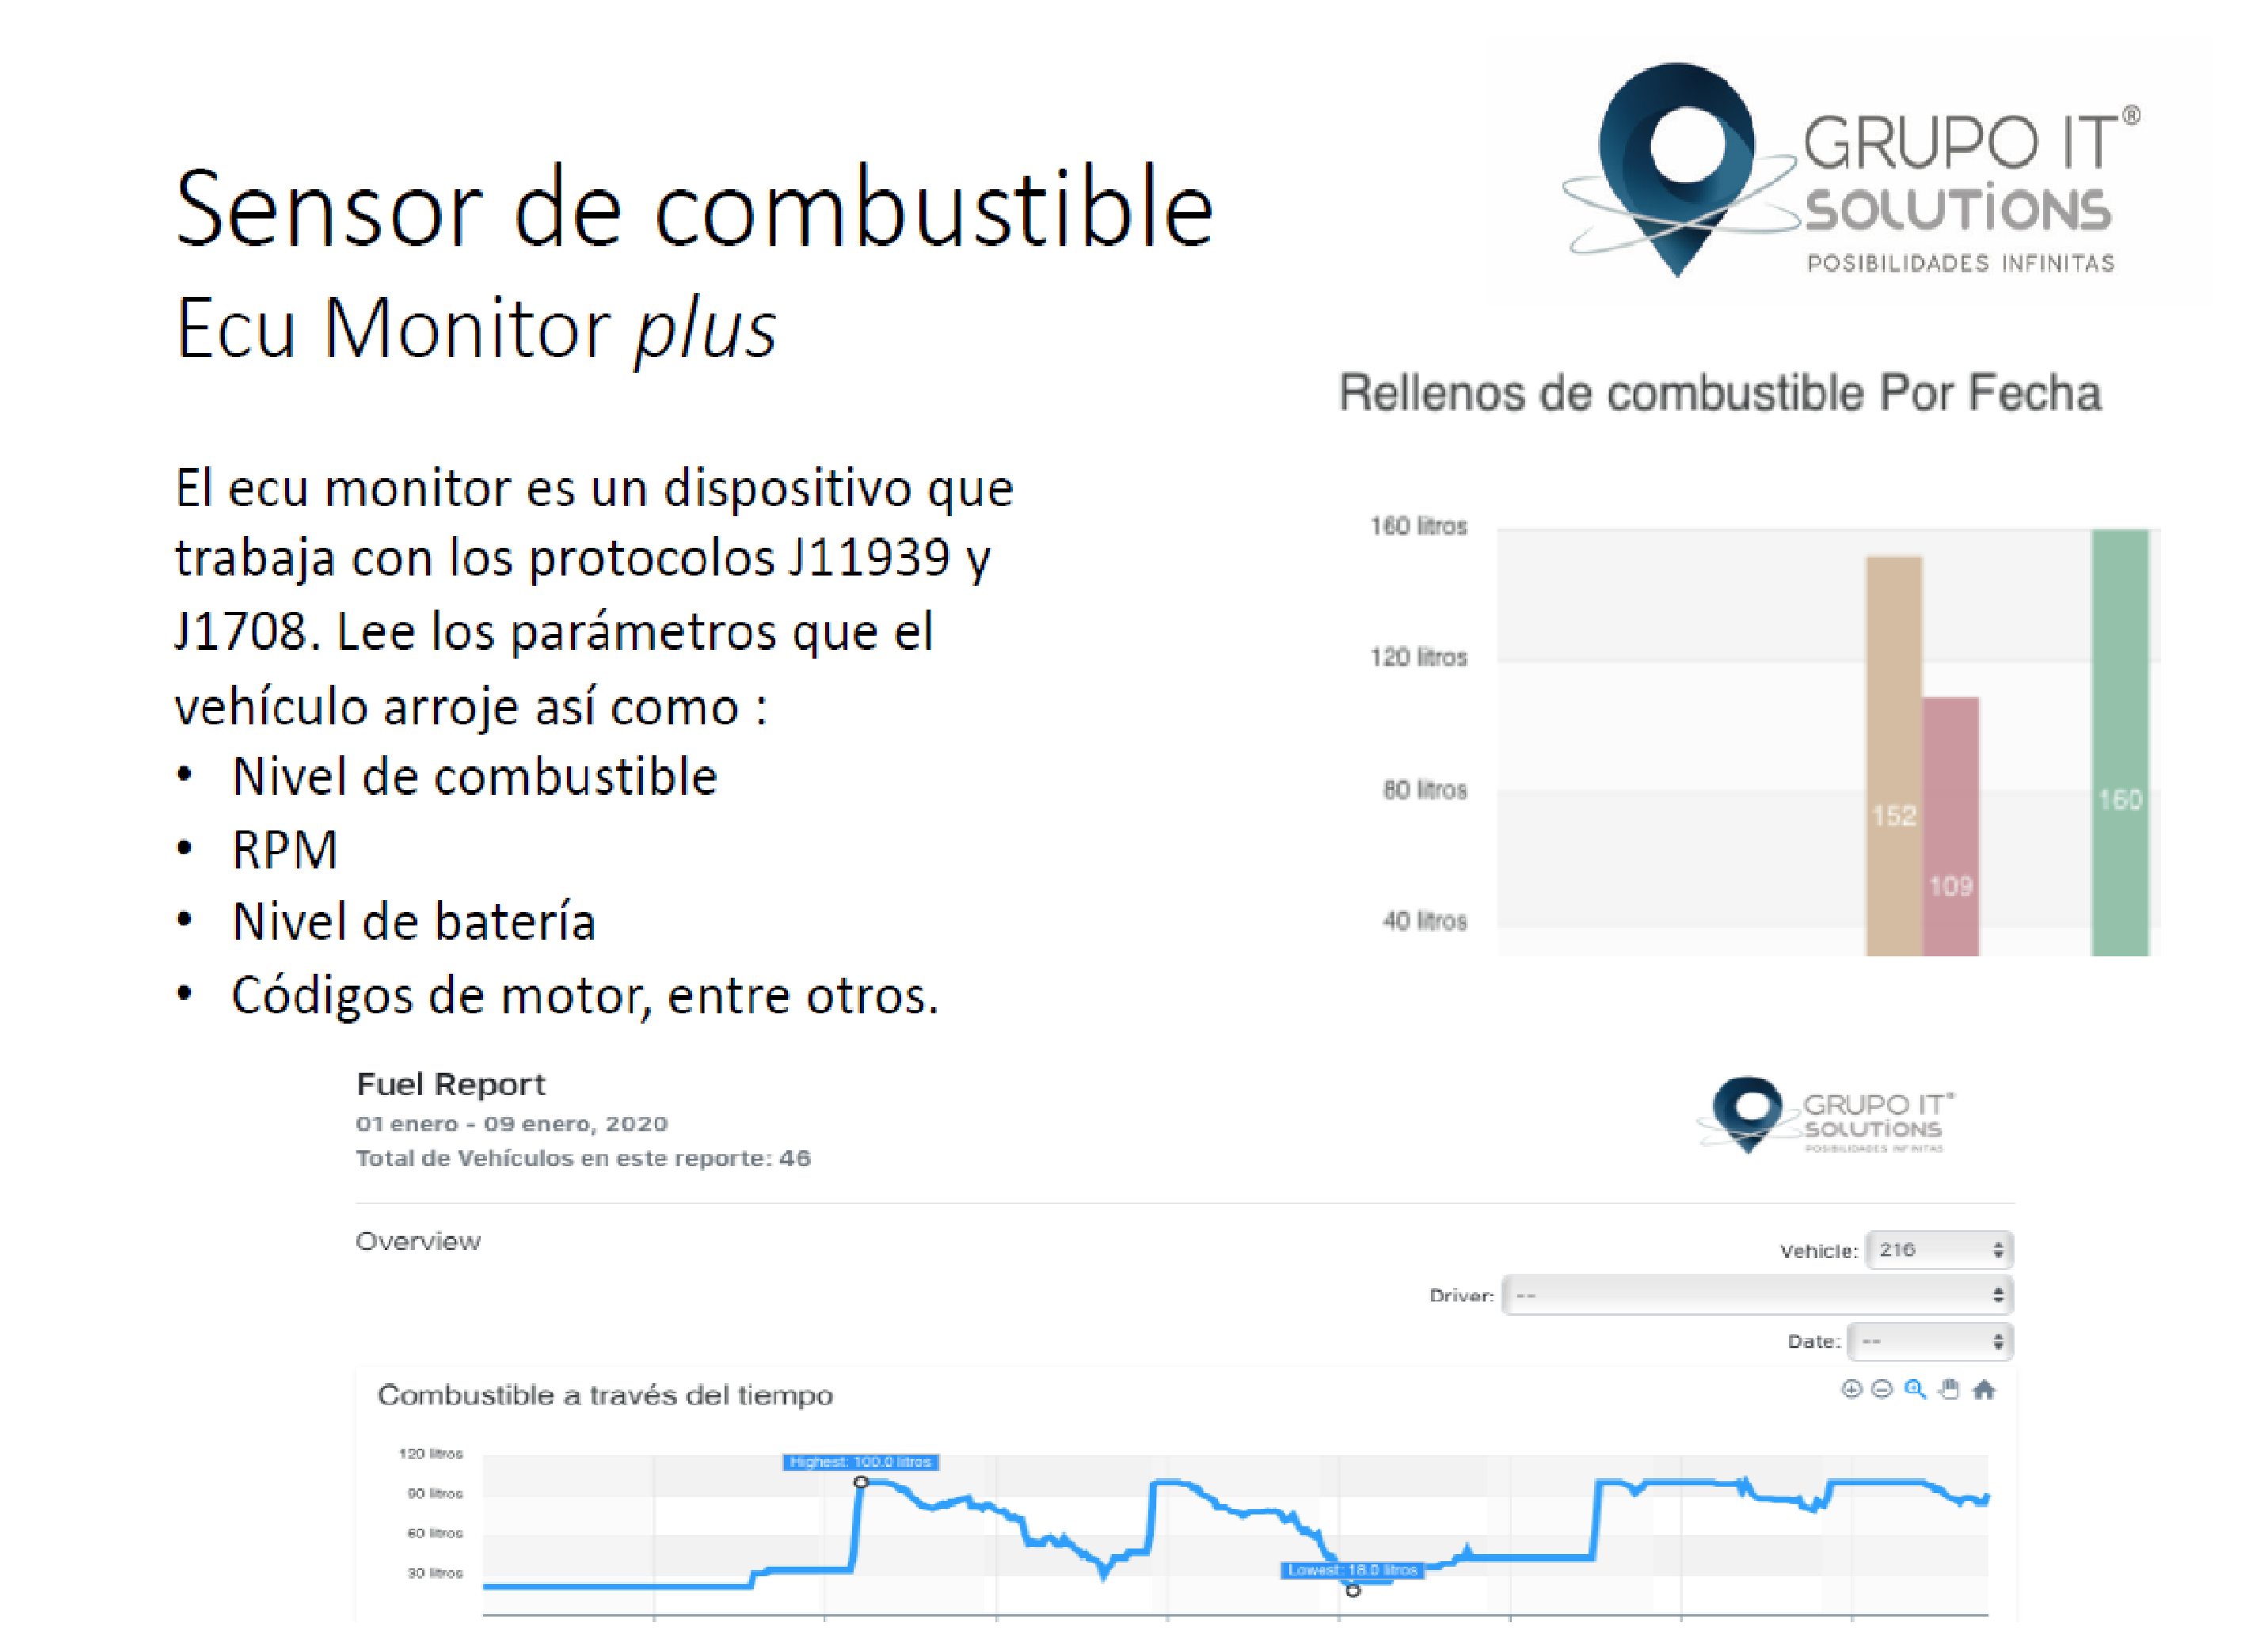 GRUPO IT®
SOLUTiONS
POSIBILIDADES INFINITAS
Sensor de combustible
Ecu Monitor plus
El ecu monitor es un dispositivo que
trabaja con los protocolos J11939 y
J1708. Lee los parámetros que el
vehículo arroje así como :
• Nivel de combustible
• RPM
• Nivel de batería
• Códigos de motor, entre otros.
Rellenos de combustible Por Fecha
160 litros
120 litros
80 litros
40 litros
152
109
160
Fuel Report
01 enero - 09 enero, 2020
Total de Vehículos en este reporte: 46
GRUPO IT®
SOLUTiONS
POSIBILIDADES INFINITAS
Overview
Vehicle: 216
Driver: --
Date: --
Combustible a través del tiempo
120 litros
90 litros
60 litros
30 litros
Highest: 100.0 litros
Lowest: 18.0 litros